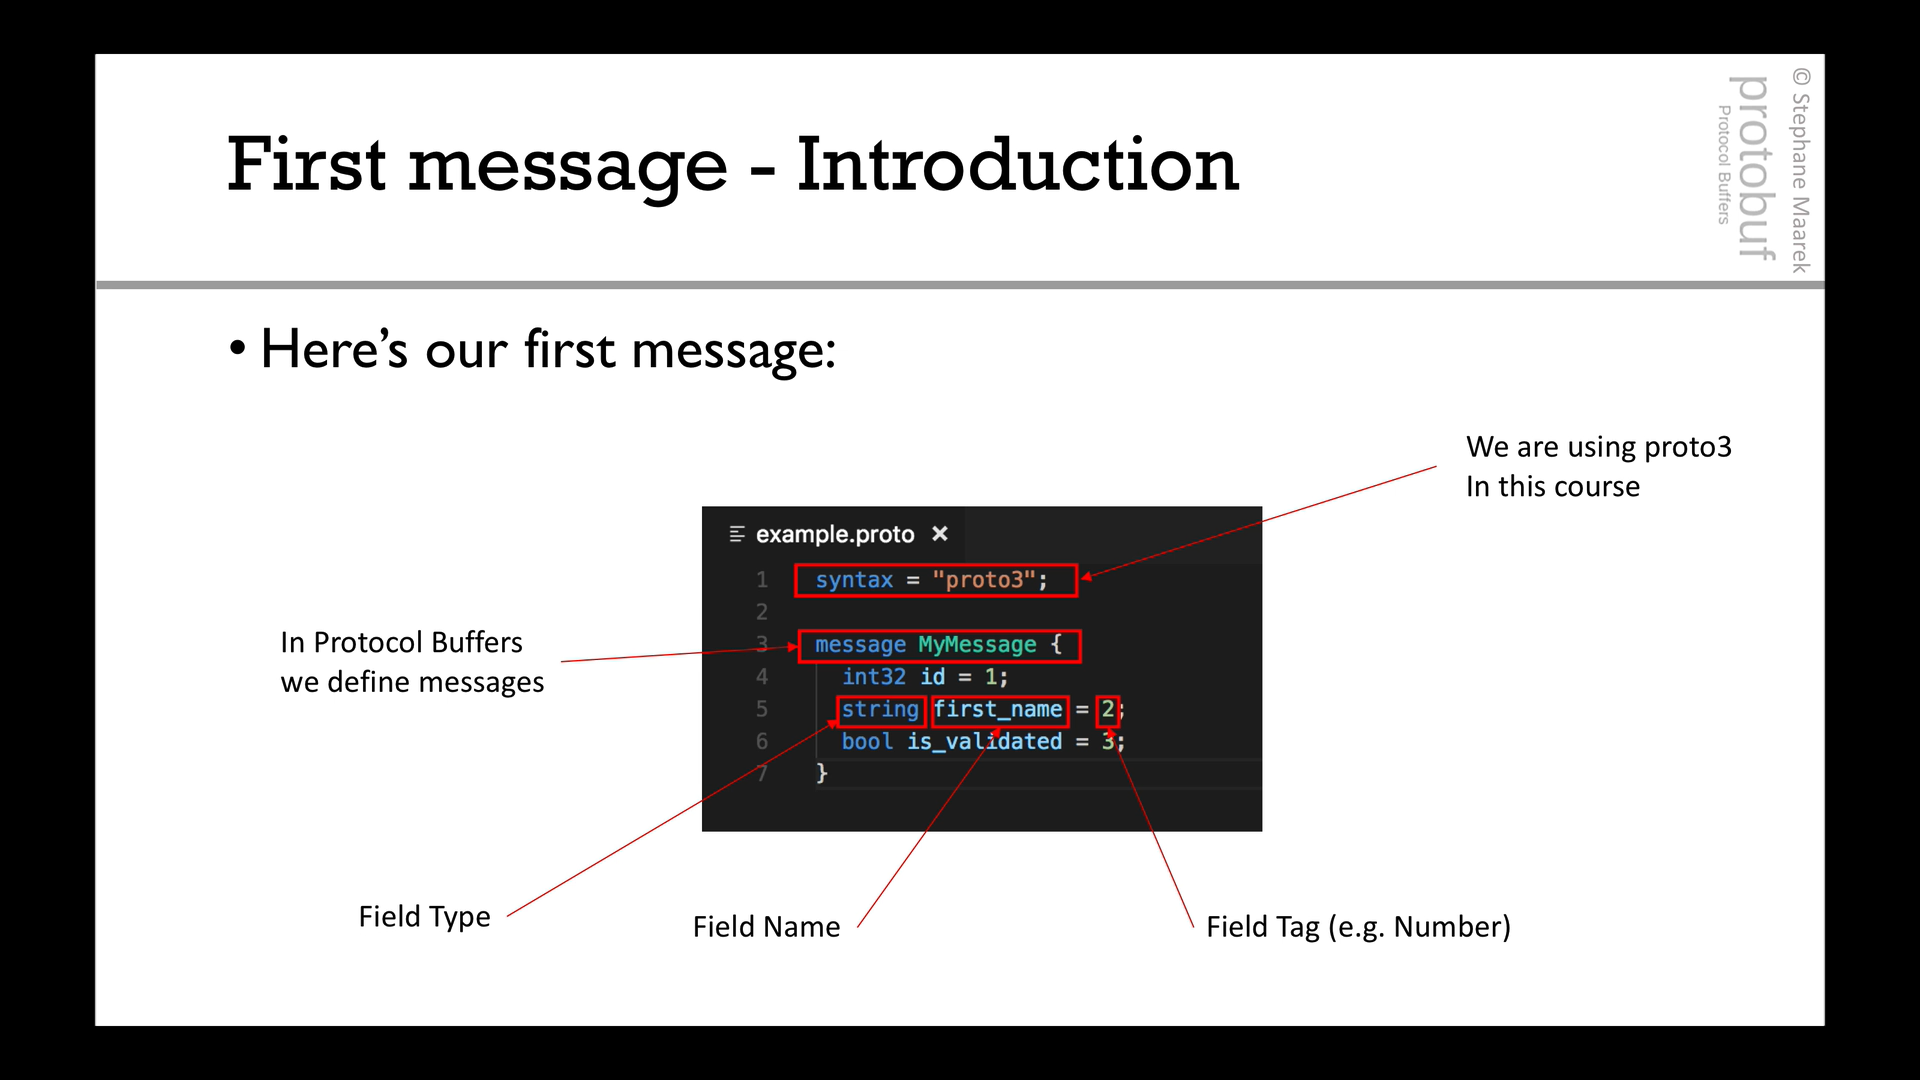 First message - Introduction
© Stephane Maarek
protobuf
Protocol Buffers
• Here’s our first message:
We are using proto3
In this course
example.proto ×
1 syntax = "proto3";
2
3 message MyMessage {
4 int32 id = 1;
5 string first_name = 2;
6 bool is_validated = 3;
7 }
In Protocol Buffers
we define messages
Field Type
Field Name
Field Tag (e.g. Number)